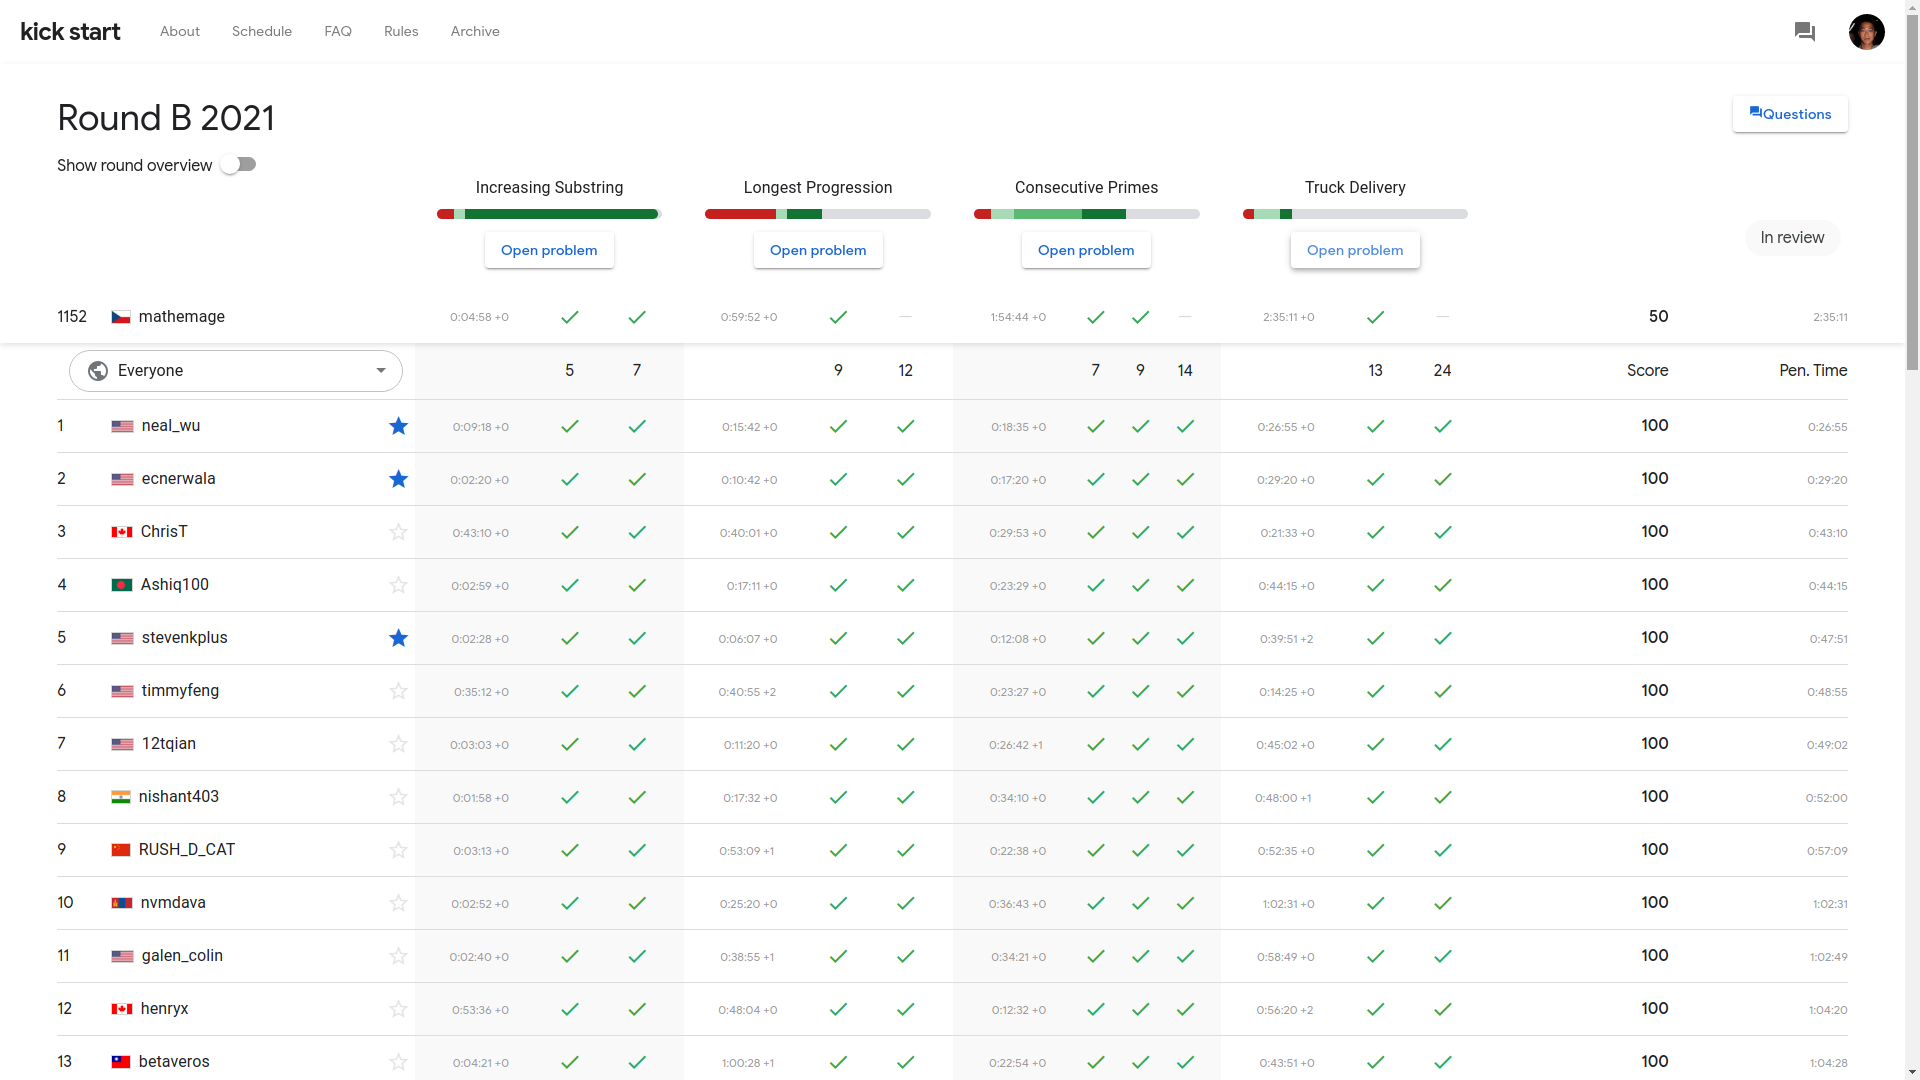 kick start About Schedule FAQ Rules Archive
Round B 2021
Questions
Show round overview
Increasing Substring Longest Progression Consecutive Primes Truck Delivery
Open problem Open problem Open problem Open problem
In review
1152 mathemage 0:04:58 +0 0:59:52 +0 — 1:54:44 +0 — 2:35:11 +0 — 50 2:35:11
Everyone 5 7 9 12 7 9 14 13 24 Score Pen. Time
1 neal_wu 0:09:18 +0 0:15:42 +0 0:18:35 +0 0:26:55 +0 100 0:26:55
2 ecnerwala 0:02:20 +0 0:10:42 +0 0:17:20 +0 0:29:20 +0 100 0:29:20
3 ChrisT 0:43:10 +0 0:40:01 +0 0:29:53 +0 0:21:33 +0 100 0:43:10
4 Ashiq100 0:02:59 +0 0:17:11 +0 0:23:29 +0 0:44:15 +0 100 0:44:15
5 stevenkplus 0:02:28 +0 0:06:07 +0 0:12:08 +0 0:39:51 +2 100 0:47:51
6 timmyfeng 0:35:12 +0 0:40:55 +2 0:23:27 +0 0:14:25 +0 100 0:48:55
7 12tqian 0:03:03 +0 0:11:20 +0 0:26:42 +1 0:45:02 +0 100 0:49:02
8 nishant403 0:01:58 +0 0:17:32 +0 0:34:10 +0 0:48:00 +1 100 0:52:00
9 RUSH_D_CAT 0:03:13 +0 0:53:09 +1 0:22:38 +0 0:52:35 +0 100 0:57:09
10 nvmdava 0:02:52 +0 0:25:20 +0 0:36:43 +0 1:02:31 +0 100 1:02:31
11 galen_colin 0:02:40 +0 0:38:55 +1 0:34:21 +0 0:58:49 +0 100 1:02:49
12 henryx 0:53:36 +0 0:48:04 +0 0:12:32 +0 0:56:20 +2 100 1:04:20
13 betaveros 0:04:21 +0 1:00:28 +1 0:22:54 +0 0:43:51 +0 100 1:04:28